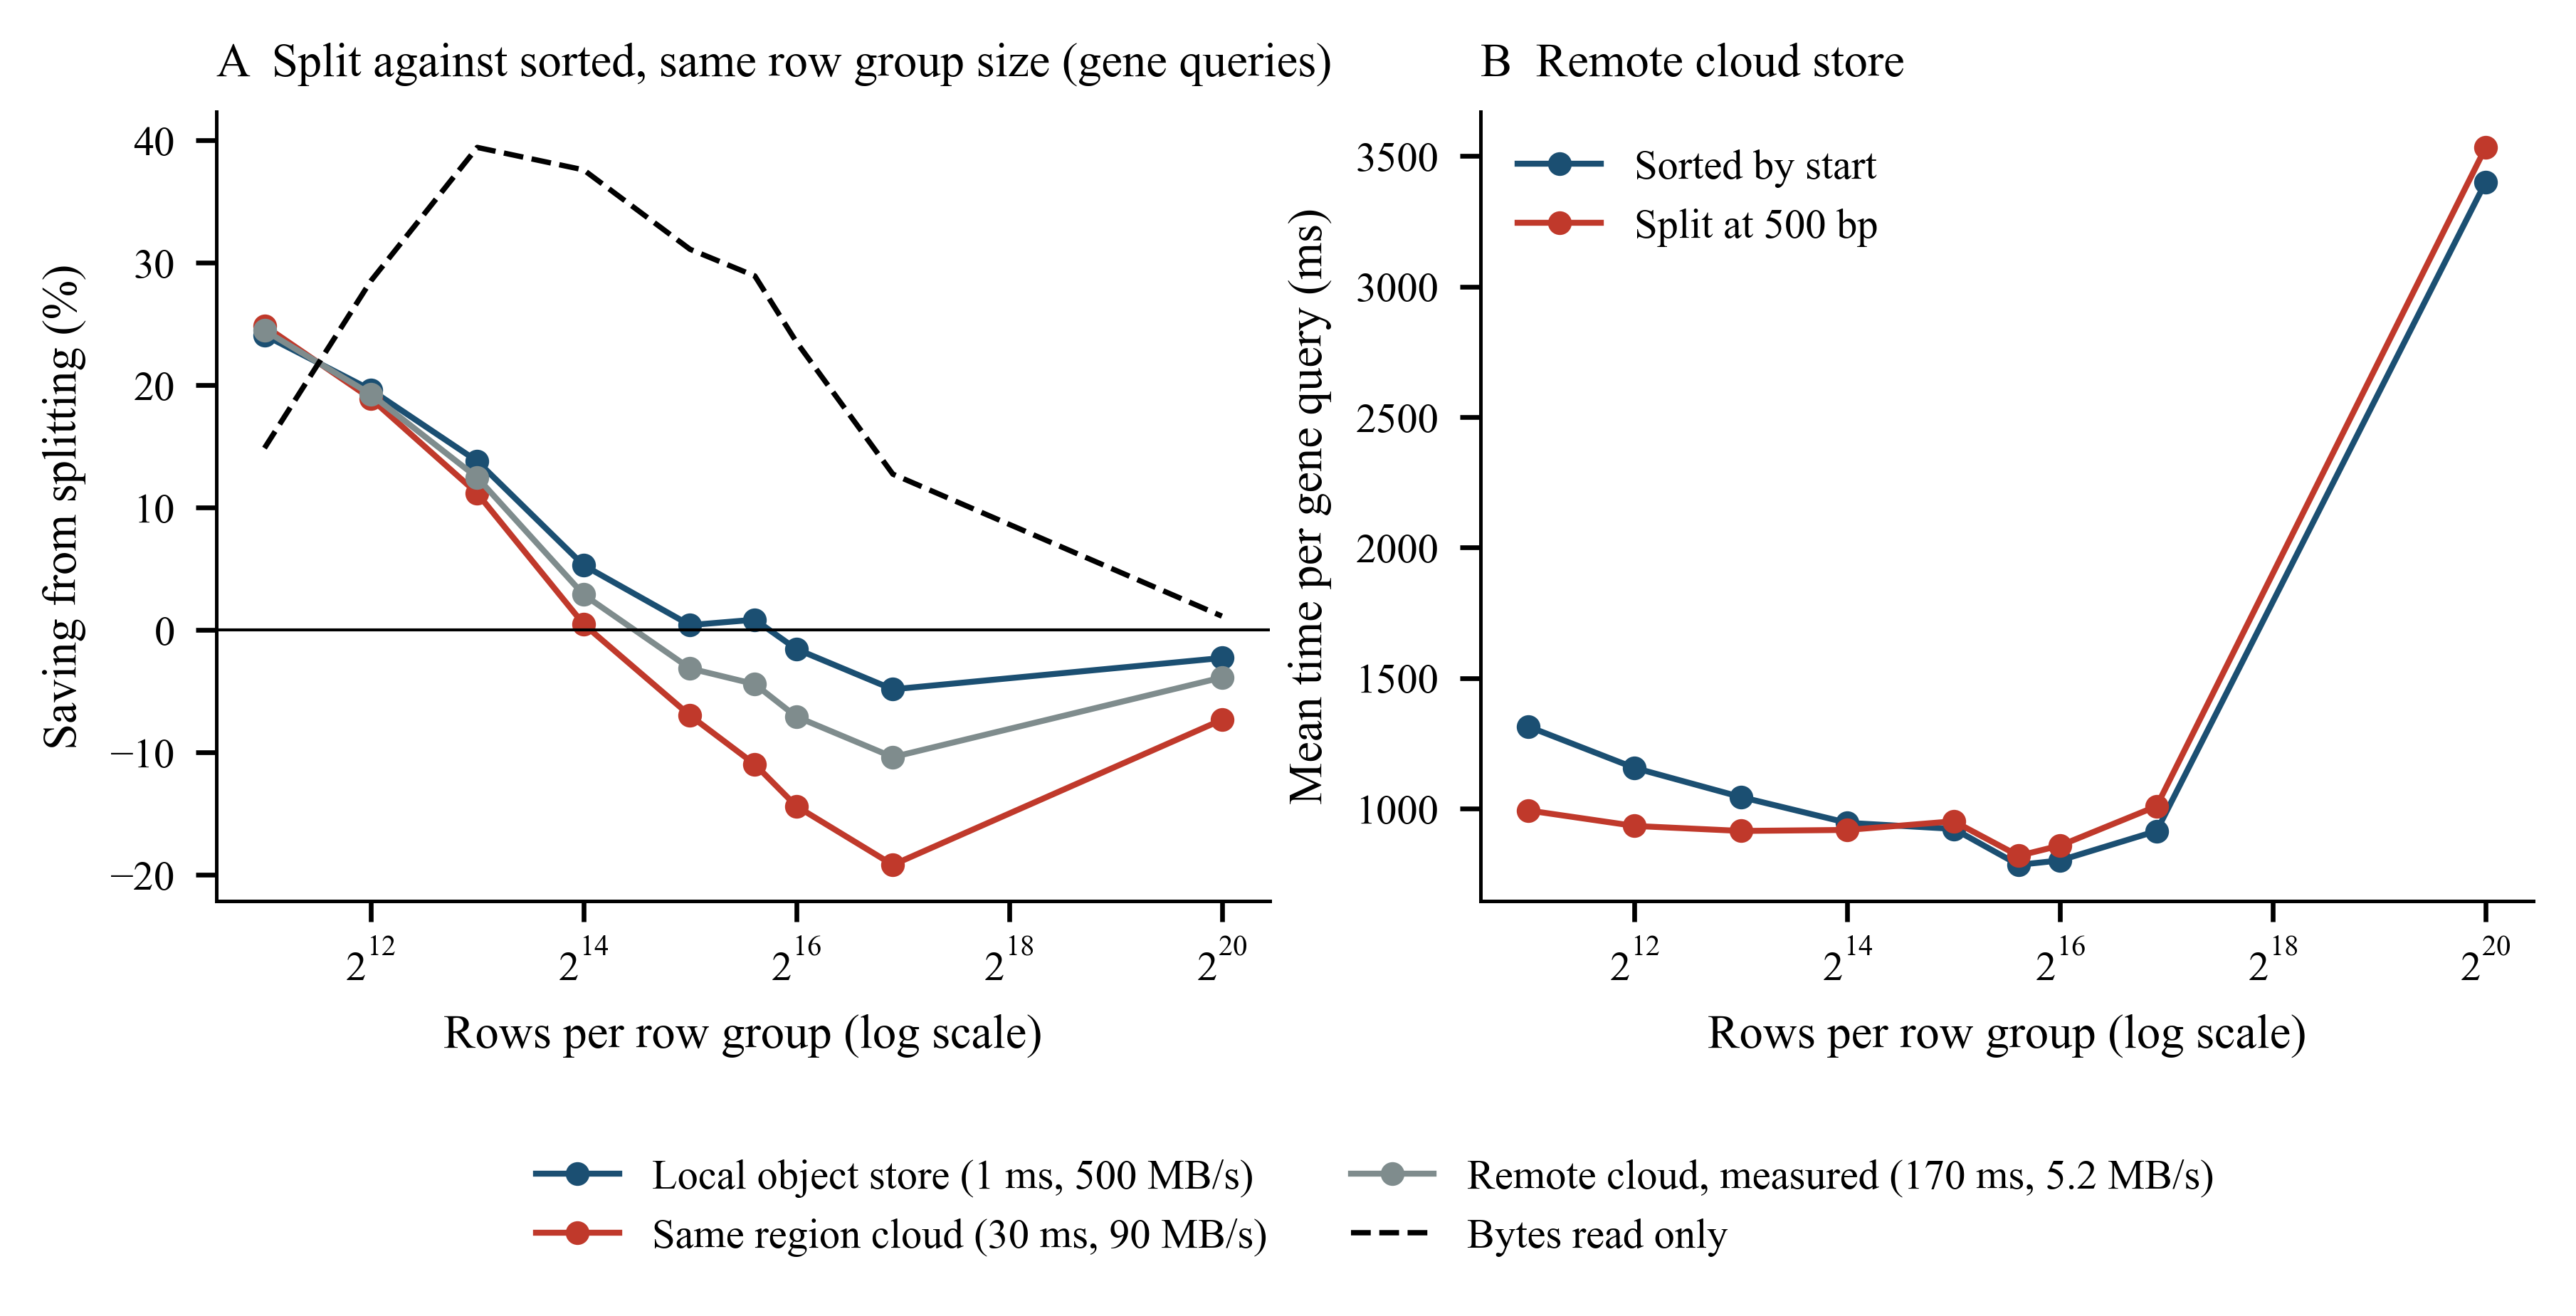 A Split against sorted, same row group size (gene queries)
Saving from splitting (%)
40
30
20
10
0
−10
−20
2^12
2^14
2^16
2^18
2^20
Rows per row group (log scale)
B Remote cloud store
Mean time per gene query (ms)
3500
3000
2500
2000
1500
1000
Sorted by start
Split at 500 bp
2^12
2^14
2^16
2^18
2^20
Rows per row group (log scale)
Local object store (1 ms, 500 MB/s)
Same region cloud (30 ms, 90 MB/s)
Remote cloud, measured (170 ms, 5.2 MB/s)
Bytes read only